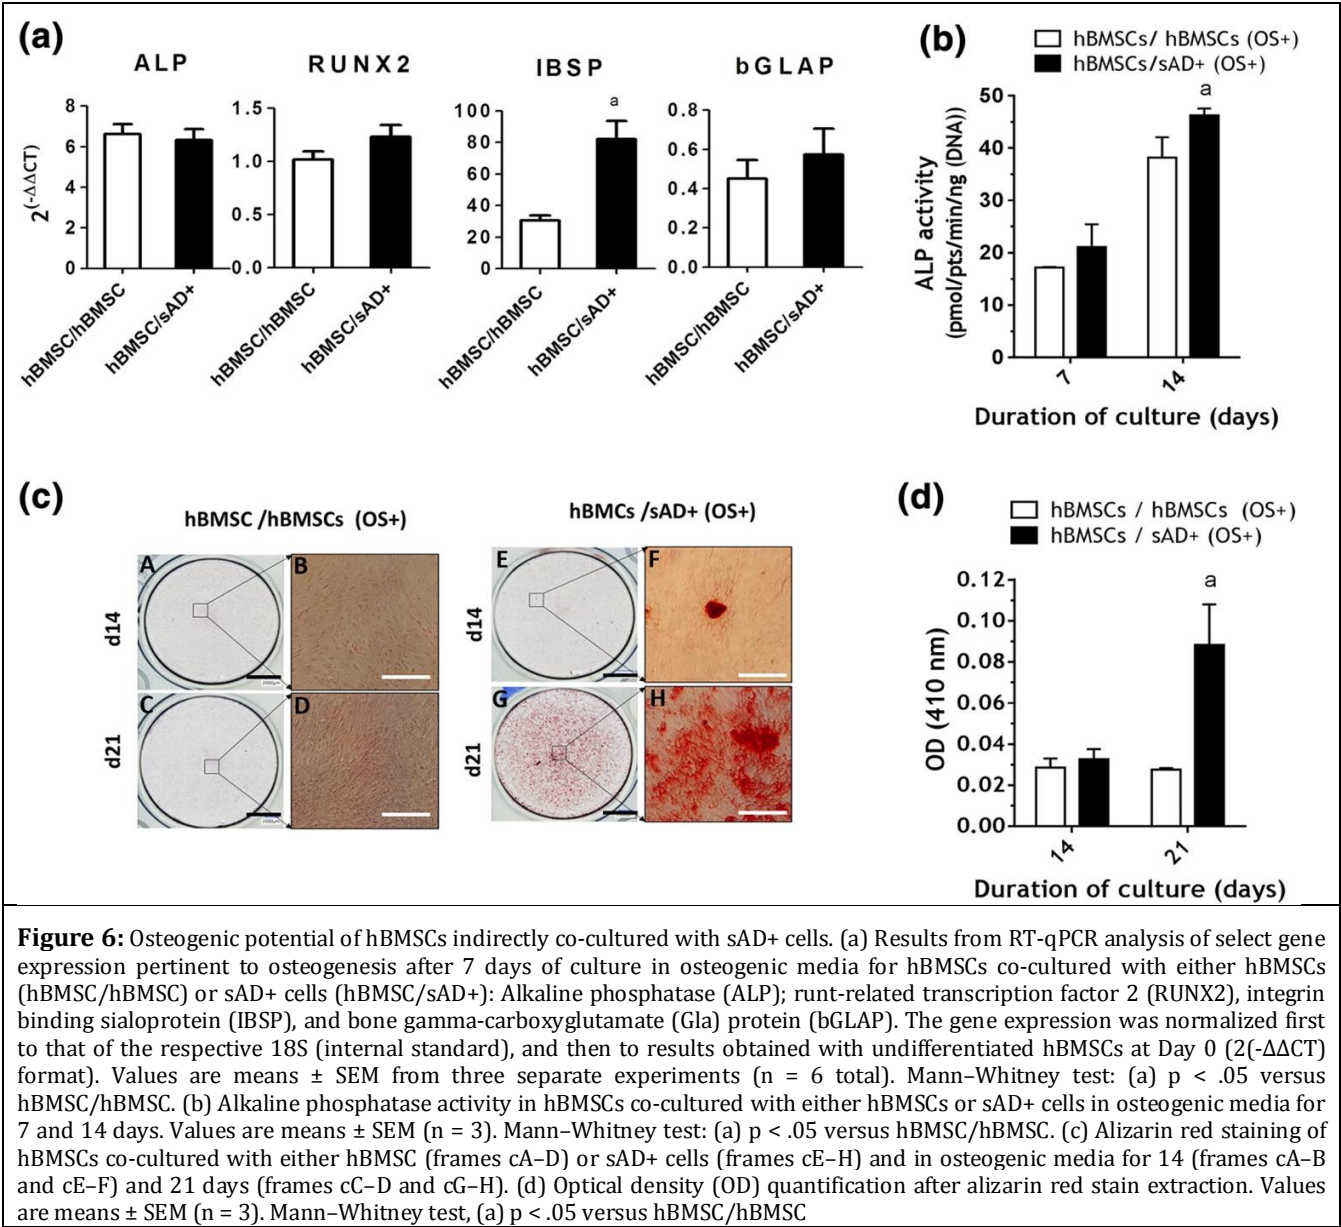 (a)
ALP
RUNX2
IBSP
bGLAP
2(-ΔΔCT)
8
6
4
2
0
hBMSC/hBMSC
hBMSC/sAD+
1.5
1.0
0.5
0.0
hBMSC/hBMSC
hBMSC/sAD+
a
100
80
60
40
20
0
hBMSC/hBMSC
hBMSC/sAD+
0.8
0.6
0.4
0.2
0.0
hBMSC/hBMSC
hBMSC/sAD+
(b)
hBMSCs/ hBMSCs (OS+)
hBMSCs/sAD+ (OS+)
a
ALP activity
(pmol/pts/min/ng (DNA))
50
40
30
20
10
0
7
14
Duration of culture (days)
(c)
hBMSC /hBMSCs (OS+)
hBMCs /sAD+ (OS+)
d14
A
B
d21
C
D
d14
E
F
d21
G
H
(d)
hBMSCs / hBMSCs (OS+)
hBMSCs / sAD+ (OS+)
a
OD (410 nm)
0.12
0.10
0.08
0.06
0.04
0.02
0.00
14
21
Duration of culture (days)
Figure 6: Osteogenic potential of hBMSCs indirectly co-cultured with sAD+ cells. (a) Results from RT-qPCR analysis of select gene
expression pertinent to osteogenesis after 7 days of culture in osteogenic media for hBMSCs co-cultured with either hBMSCs
(hBMSC/hBMSC) or sAD+ cells (hBMSC/sAD+): Alkaline phosphatase (ALP); runt-related transcription factor 2 (RUNX2), integrin
binding sialoprotein (IBSP), and bone gamma-carboxyglutamate (Gla) protein (bGLAP). The gene expression was normalized first
to that of the respective 18S (internal standard), and then to results obtained with undifferentiated hBMSCs at Day 0 (2(-ΔΔCT)
format). Values are means ± SEM from three separate experiments (n = 6 total). Mann–Whitney test: (a) p < .05 versus
hBMSC/hBMSC. (b) Alkaline phosphatase activity in hBMSCs co-cultured with either hBMSCs or sAD+ cells in osteogenic media for
7 and 14 days. Values are means ± SEM (n = 3). Mann–Whitney test: (a) p < .05 versus hBMSC/hBMSC. (c) Alizarin red staining of
hBMSCs co-cultured with either hBMSC (frames cA–D) or sAD+ cells (frames cE–H) and in osteogenic media for 14 (frames cA–B
and cE–F) and 21 days (frames cC–D and cG–H). (d) Optical density (OD) quantification after alizarin red stain extraction. Values
are means ± SEM (n = 3). Mann–Whitney test, (a) p < .05 versus hBMSC/hBMSC